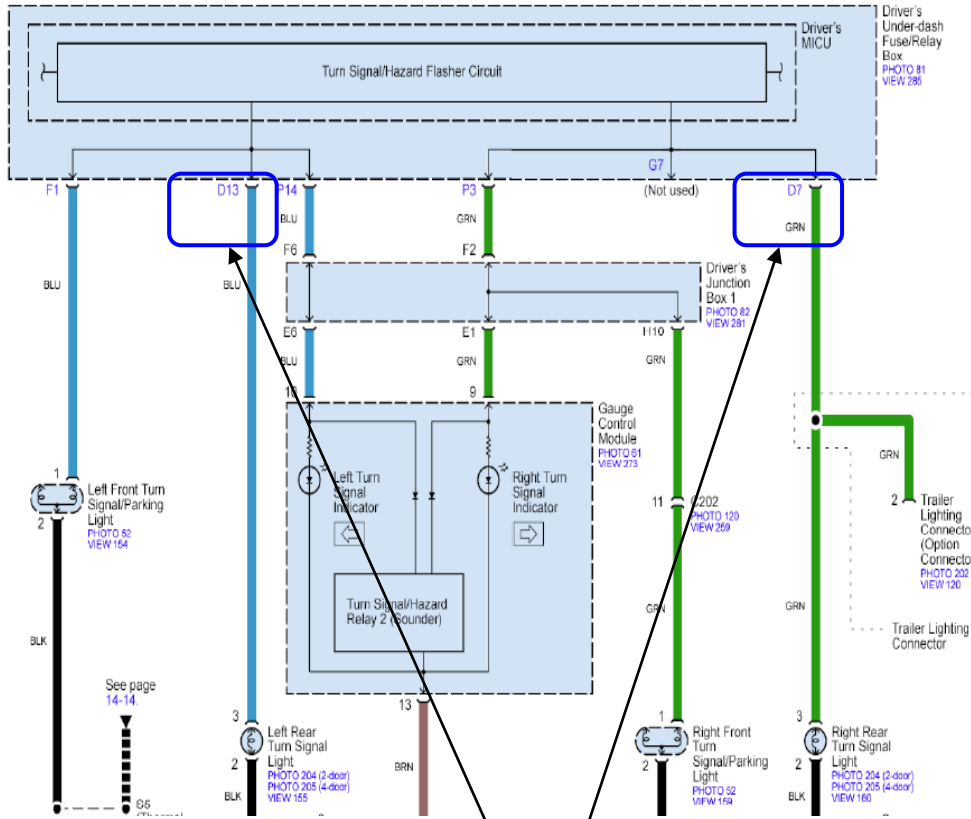 Driver's
Under-dash
Fuse/Relay
Box
PHOTO 81
VIEW 285
Driver's
MICU
Turn Signal/Hazard Flasher Circuit
G7
F1
D13
P14
P3
(Not used)
D7
BLU
GRN
GRN
F6
F2
BLU
BLU
Driver's
Junction
Box 1
PHOTO 82
VIEW 281
E6
E1
H10
BLU
GRN
GRN
10
9
Gauge
Control
Module
PHOTO 61
VIEW 273
GRN
1
Left Front Turn
Signal/Parking
Light
PHOTO 52
VIEW 154
2
Left Turn
Signal
Indicator
Right Turn
Signal
Indicator
11
C202
PHOTO 120
VIEW 259
2
Trailer
Lighting
Connecto
(Option
Connecto
PHOTO 202
VIEW 120
Turn Signal/Hazard
Relay 2 (Sounder)
GRN
GRN
BLK
Trailer Lighting
Connector
See page
14-14.
13
3
Left Rear
Turn Signal
Light
PHOTO 204 (2-door)
PHOTO 205 (4-door)
VIEW 155
2
BLK
BRN
1
Right Front
Turn
Signal/Parking
Light
PHOTO 52
VIEW 159
2
3
Right Rear
Turn Signal
Light
PHOTO 204 (2-door)
PHOTO 205 (4-door)
VIEW 160
2
BLK